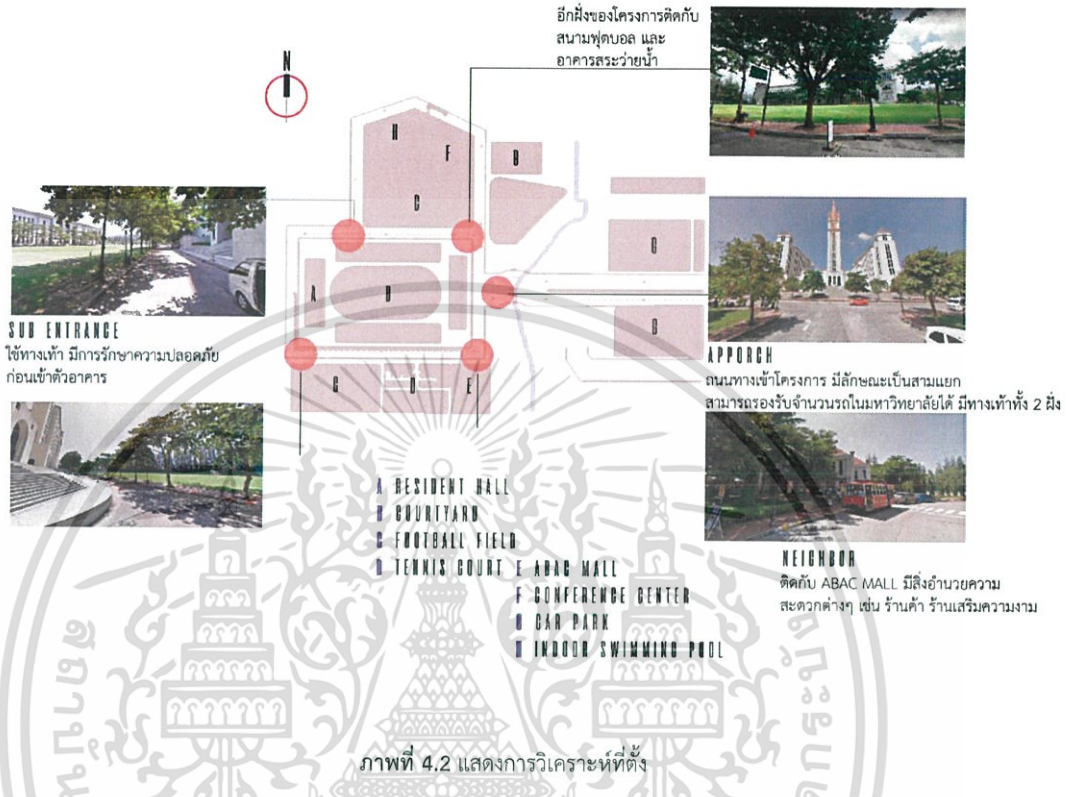 อีกฝั่งของโครงการติดกับ
สนามฟุตบอล และ
อาคารสระว่ายน้ำ
N
H
F
B
C
G
A
B
G
C
D
E
SUB ENTRANCE
ใช้ทางเท้า มีการรักษาความปลอดภัย
ก่อนเข้าตัวอาคาร
APPORCH
ถนนทางเข้าโครงการ มีลักษณะเป็นสามแยก
สามารถรองรับจำนวนรถในมหาวิทยาลัยได้ มีทางเท้าทั้ง 2 ฝั่ง
A RESIDENT HALL
B COURTYARD
C FOOTBALL FIELD
D TENNIS COURT
E ABAC MALL
F CONFERENCE CENTER
CAR PARK
INDOOR SWIMMING POOL
NEIGHBOR
ติดกับ ABAC MALL มีสิ่งอำนวยความ
สะดวกต่างๆ เช่น ร้านค้า ร้านเสริมความงาม
ภาพที่ 4.2 แสดงการวิเคราะห์ที่ตั้ง